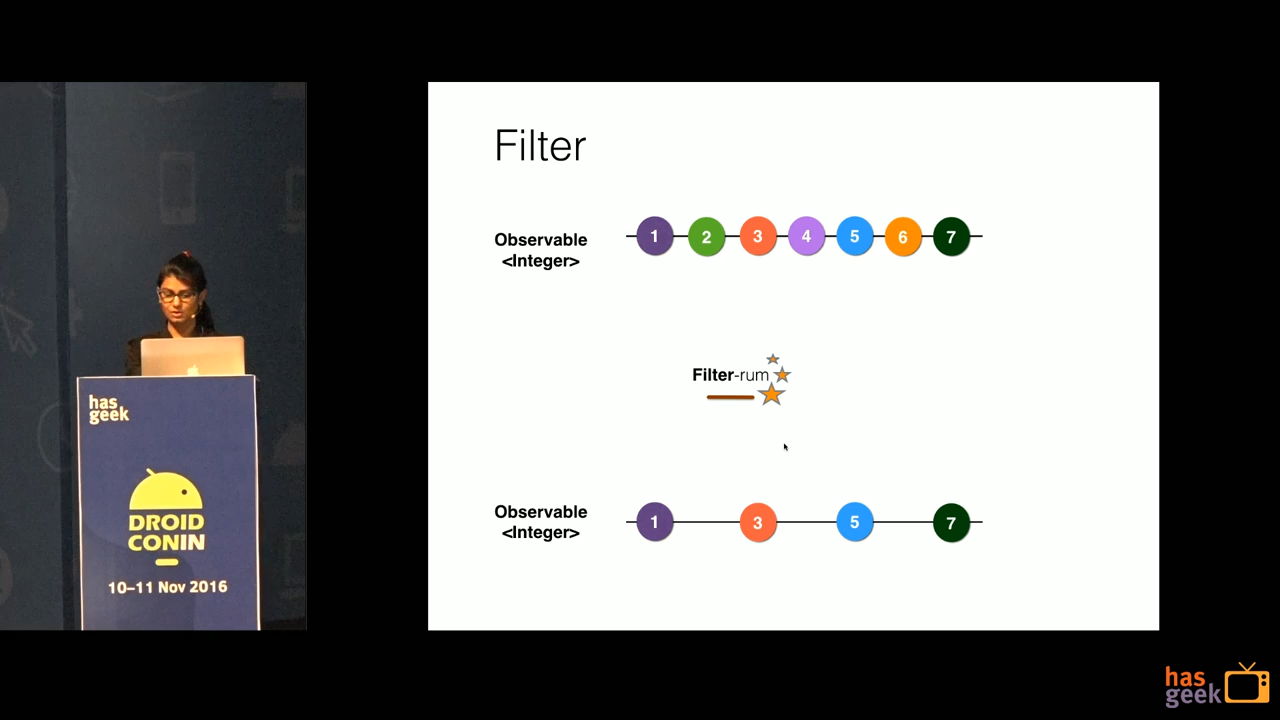 has
geek
DROID
CONIN
10–11 Nov 2016
Filter
Observable
<Integer>
1 2 3 4 5 6 7
Filter-rum
Observable
<Integer>
1 3 5 7
has
geek